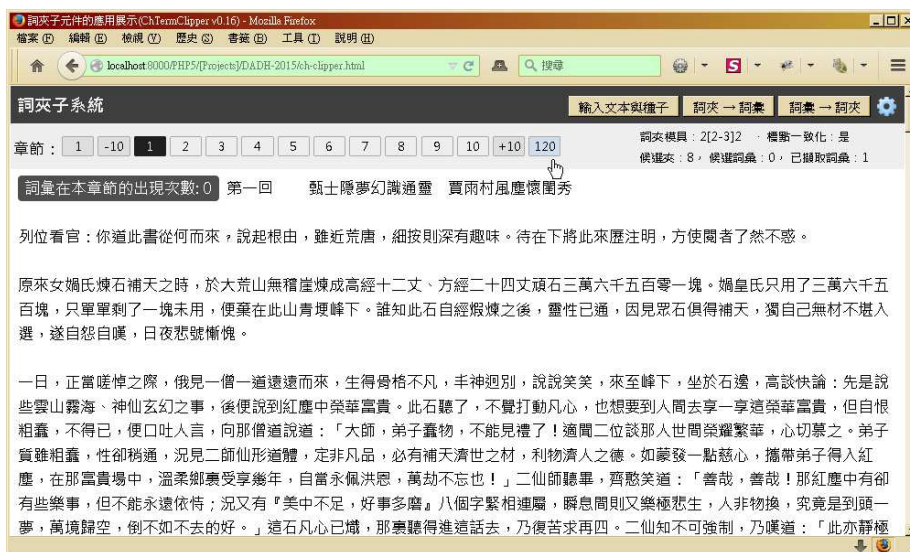 詞夾子元件的應用展示(ChTermClipper v0.16) - Mozilla Firefox
檔案(F) 編輯(E) 檢視(V) 歷史(S) 書籤(B) 工具(T) 說明(H)
localhost:8000/PHP5/[Projects]/DADH-2015/ch-clipper.html 搜尋
詞夾子系統 輸入文本與種子 詞夾→詞彙 詞彙→詞夾
章節: 1 -10 1 2 3 4 5 6 7 8 9 10 +10 120
詞夾模具:2[2-3]2 ‧標點一致化:是
候選夾:8,候選詞彙:0,已擷取詞彙:1
詞彙在本章節的出現次數:0 第一回 甄士隱夢幻識通靈 賈雨村風塵懷閨秀
列位看官:你道此書從何而來,說起根由,雖近荒唐,細按則深有趣味。待在下將此來歷注明,方使閱者了然不惑。
原來女媧氏煉石補天之時,於大荒山無稽崖煉成高經十二丈、方經二十四丈頑石三萬六千五百零一塊。媧皇氏只用了三萬六千五
百塊,只單單剩了一塊未用,便棄在此山青埂峰下。誰知此石自經煆煉之後,靈性已通,因見眾石俱得補天,獨自己無材不堪入
選,遂自怨自嘆,日夜悲號慚愧。
一日,正當嗟悼之際,俄見一僧一道遠遠而來,生得骨格不凡,丰神迥別,說說笑笑,來至峰下,坐於石邊,高談快論:先是說
些雲山霧海、神仙玄幻之事,後便說到紅塵中榮華富貴。此石聽了,不覺打動凡心,也想要到人間去享一享這榮華富貴,但自恨
粗蠢,不得已,便口吐人言,向那僧道說道:「大師,弟子蠢物,不能見禮了!適聞二位談那人世間榮耀繁華,心切慕之。弟子
質雖粗蠢,性卻稍通,況見二師仙形道體,定非凡品,必有補天濟世之材,利物濟人之德。如蒙發一點慈心,攜帶弟子得入紅
塵,在那富貴場中,溫柔鄉裏受享幾年,自當永佩洪恩,萬劫不忘也!」二仙師聽畢,齊憨笑道:「善哉,善哉!那紅塵中有卻
有些樂事,但不能永遠依恃;況又有『美中不足,好事多磨』八個字緊相連屬,瞬息間則又樂極悲生,人非物換,究竟是到頭一
夢,萬境歸空,倒不如不去的好。」這石凡心已熾,那裏聽得進這話去,乃復苦求再四。二仙知不可強制,乃嘆道:「此亦靜極